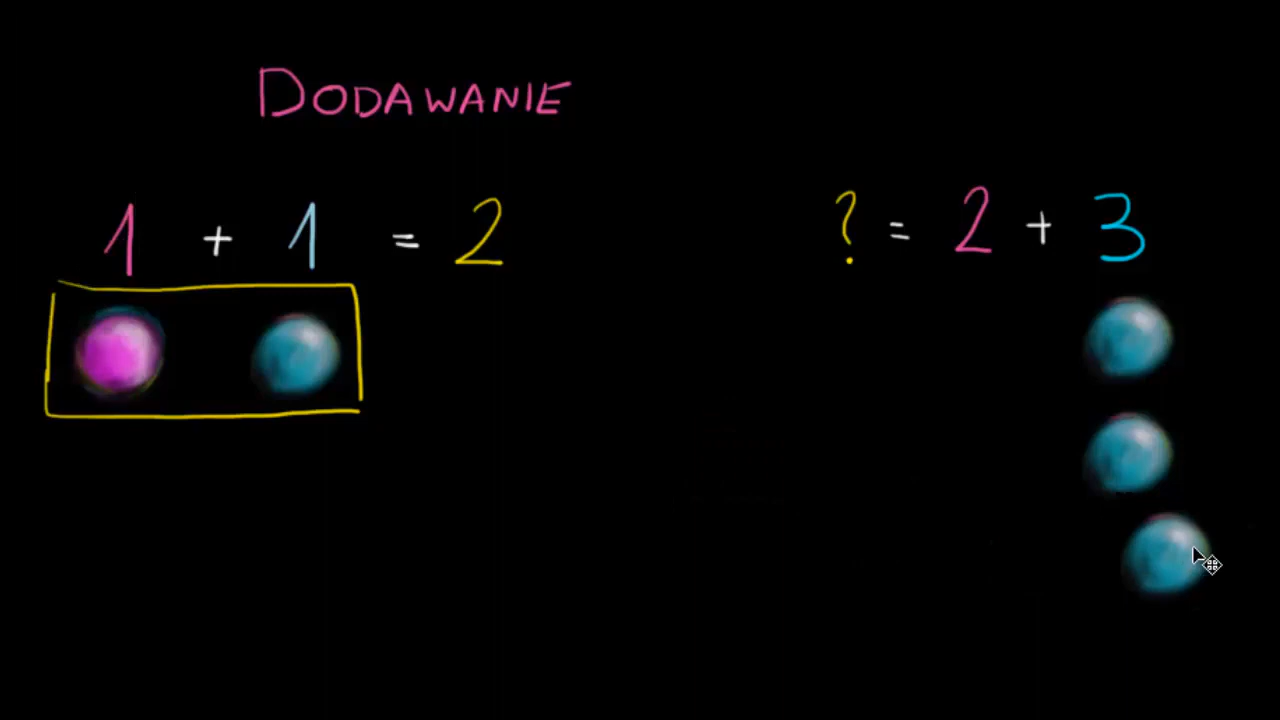 DODAWANIE
1 + 1 = 2
? = 2 + 3